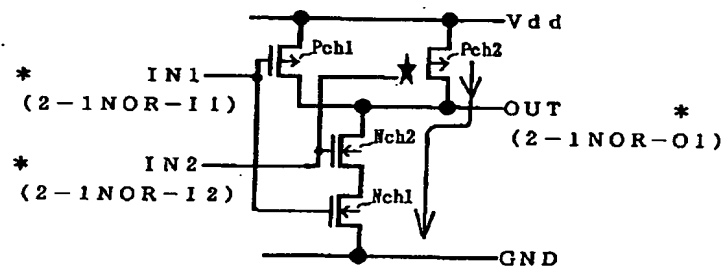 Vdd
Pch1
Pch2
* IN1
(2-1NOR-I1)
OUT *
(2-1NOR-O1)
Nch2
* IN2
(2-1NOR-I2)
Nch1
GND